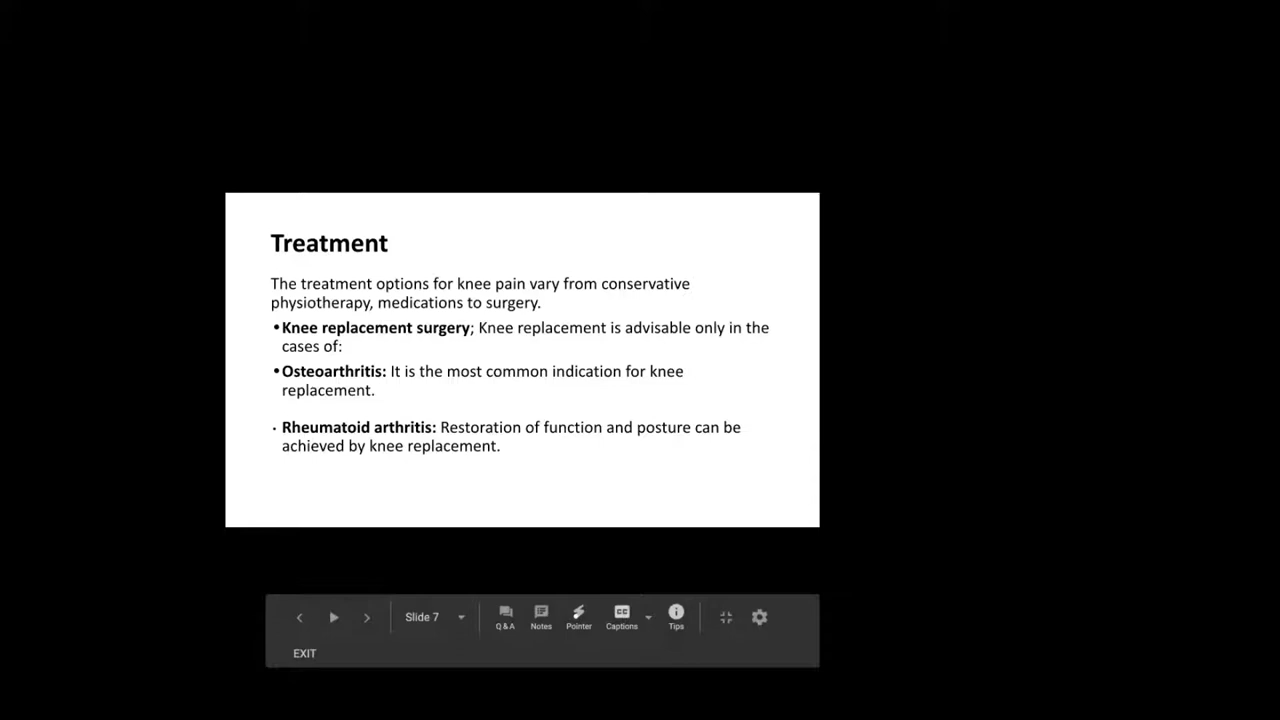 Treatment
The treatment options for knee pain vary from conservative
physiotherapy, medications to surgery.
•Knee replacement surgery; Knee replacement is advisable only in the
cases of:
•Osteoarthritis: It is the most common indication for knee
replacement.
• Rheumatoid arthritis: Restoration of function and posture can be
achieved by knee replacement.
Slide 7
Q & A
Notes
Pointer
Captions
Tips
EXIT